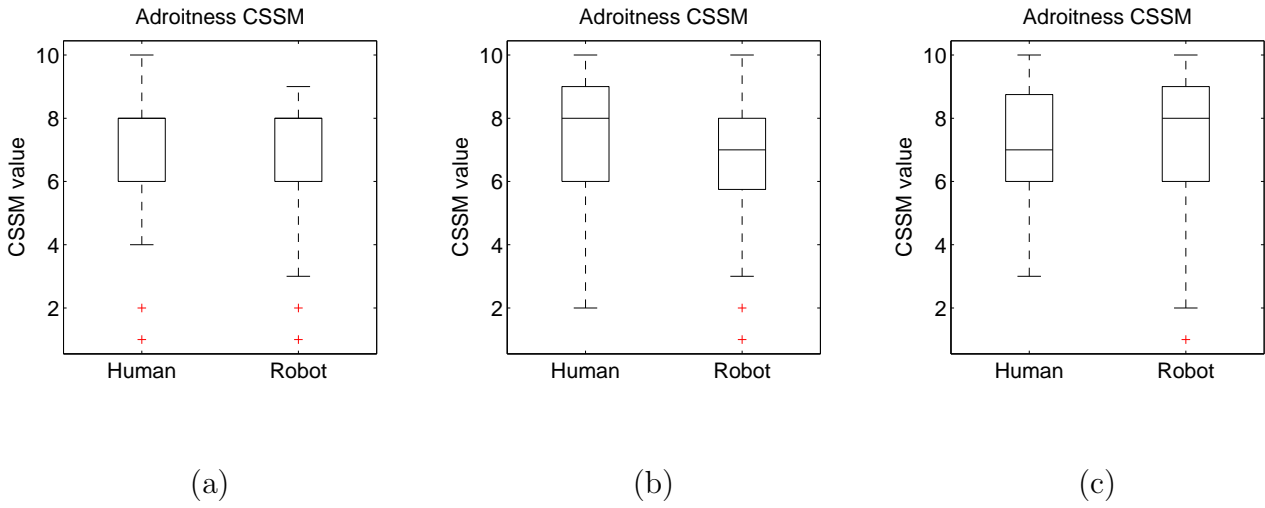 Adroitness CSSM
CSSM value
10
8
6
4
2
Human Robot
(a)
Adroitness CSSM
CSSM value
10
8
6
4
2
Human Robot
(b)
Adroitness CSSM
CSSM value
10
8
6
4
2
Human Robot
(c)